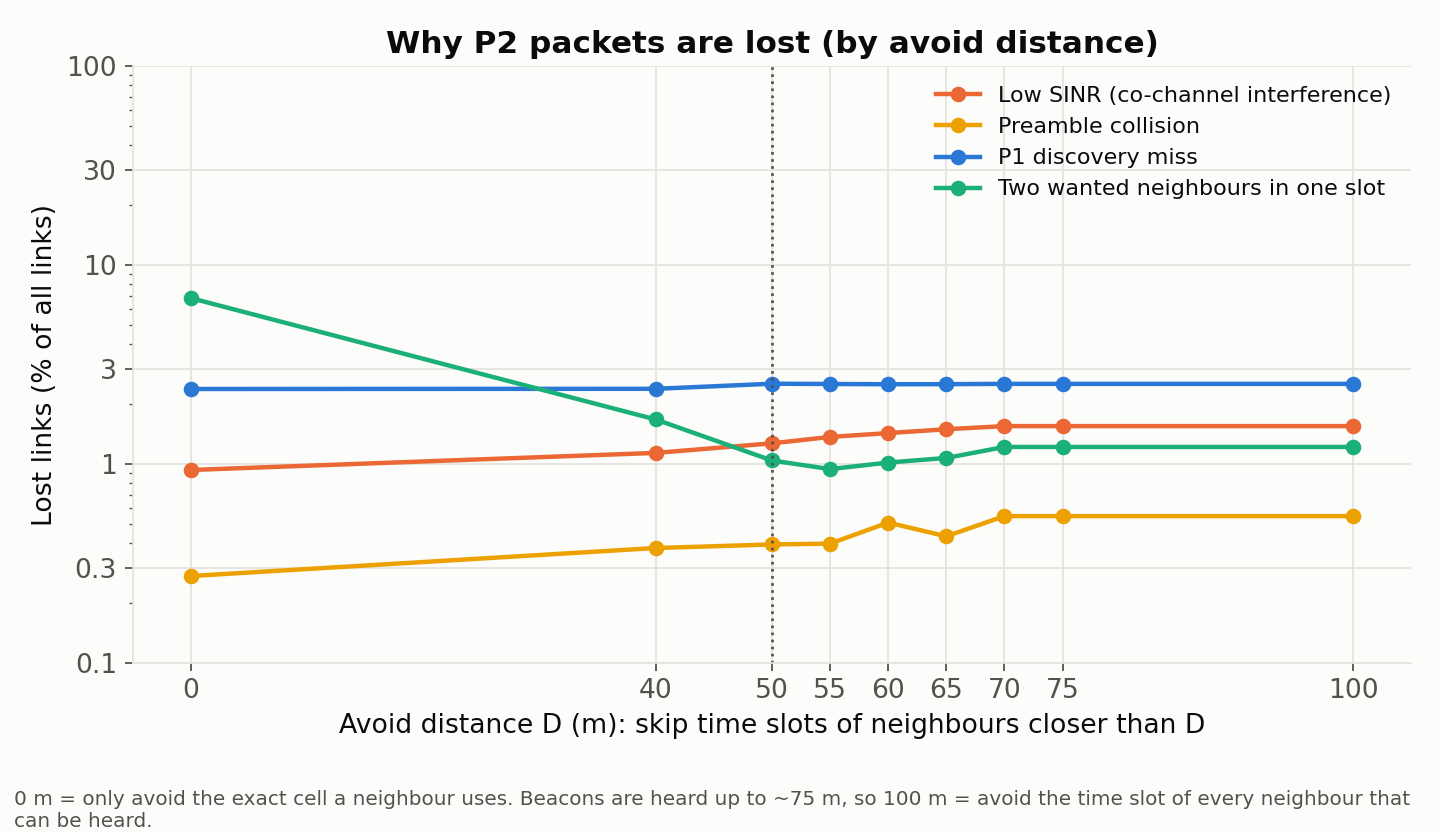 Why P2 packets are lost (by avoid distance)
100
30
10
3
1
0.3
0.1
Lost links (% of all links)
Low SINR (co-channel interference)
Preamble collision
P1 discovery miss
Two wanted neighbours in one slot
0 40 50 55 60 65 70 75 100
Avoid distance D (m): skip time slots of neighbours closer than D
0 m = only avoid the exact cell a neighbour uses. Beacons are heard up to ~75 m, so 100 m = avoid the time slot of every neighbour that
can be heard.